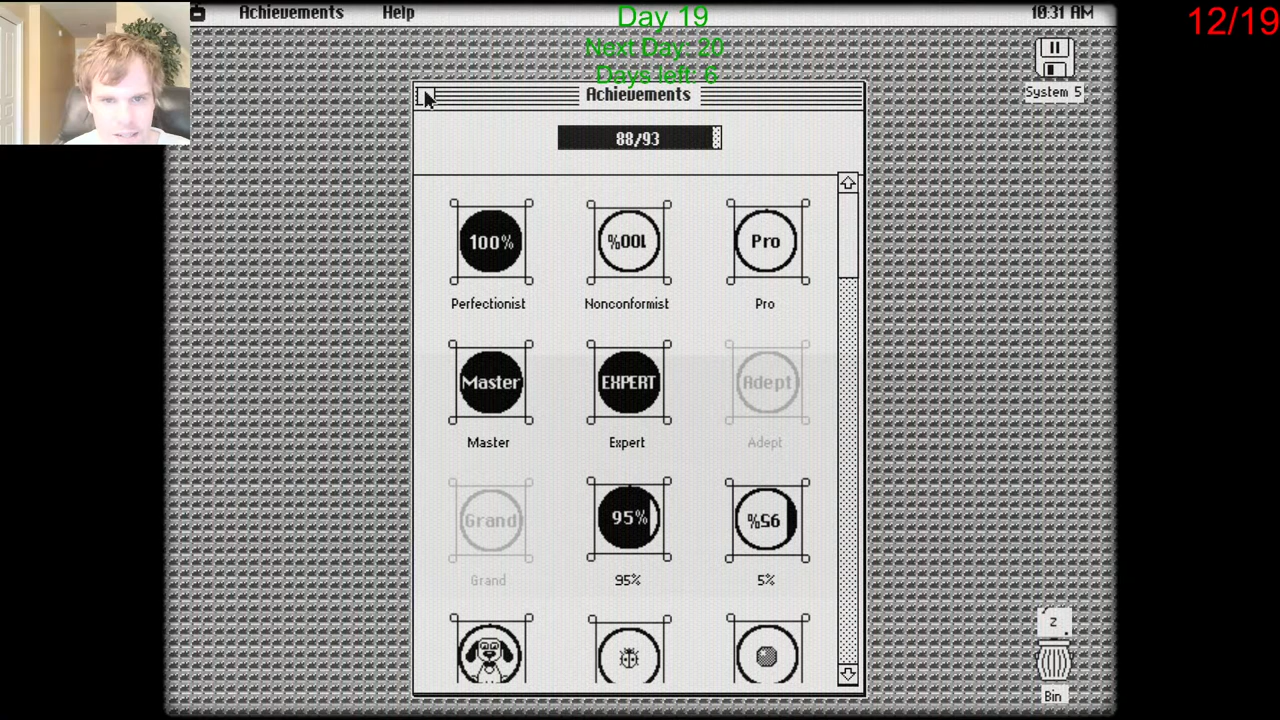 Achievements Help
Day 19
10:31 AM
12/19
Next Day: 20
Days left: 6
System 5
Achievements
88/93
100%
%001
Pro
Perfectionist
Nonconformist
Pro
Master
EXPERT
Adept
Master
Expert
Adept
Grand
95%
%56
Grand
95%
5%
z
Bin